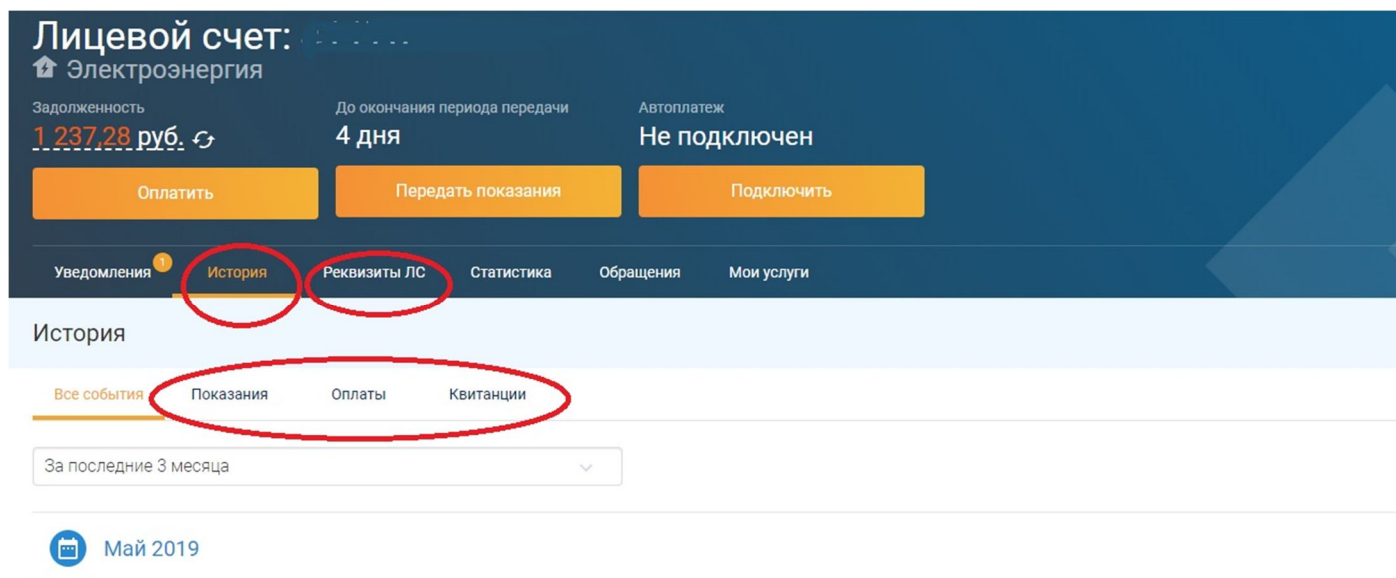 Лицевой счет:
Электроэнергия
Задолженность До окончания периода передачи Автоплатеж
1 237,28 руб. 4 дня Не подключен
Оплатить Передать показания Подключить
Уведомления 1 История Реквизиты ЛС Статистика Обращения Мои услуги
История
Все события Показания Оплаты Квитанции
За последние 3 месяца
Май 2019